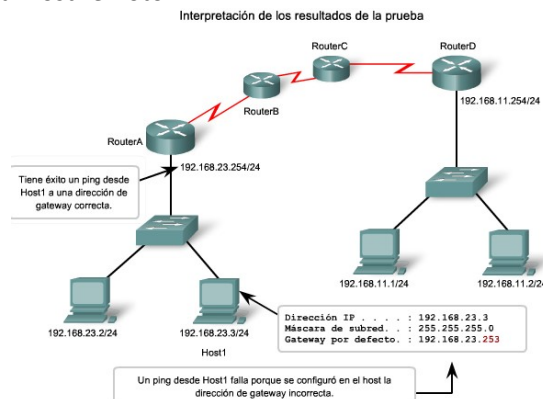 Interpretación de los resultados de la prueba
RouterC
RouterD
RouterB
192.168.11.254/24
RouterA
192.168.23.254/24
Tiene éxito un ping desde
Host1 a una dirección de
gateway correcta.
192.168.11.1/24
192.168.11.2/24
192.168.23.2/24
192.168.23.3/24
Host1
Dirección IP . . . . : 192.168.23.3
Máscara de subred. . : 255.255.255.0
Gateway por defecto. : 192.168.23.253
Un ping desde Host1 falla porque se configuró en el host la
dirección de gateway incorrecta.